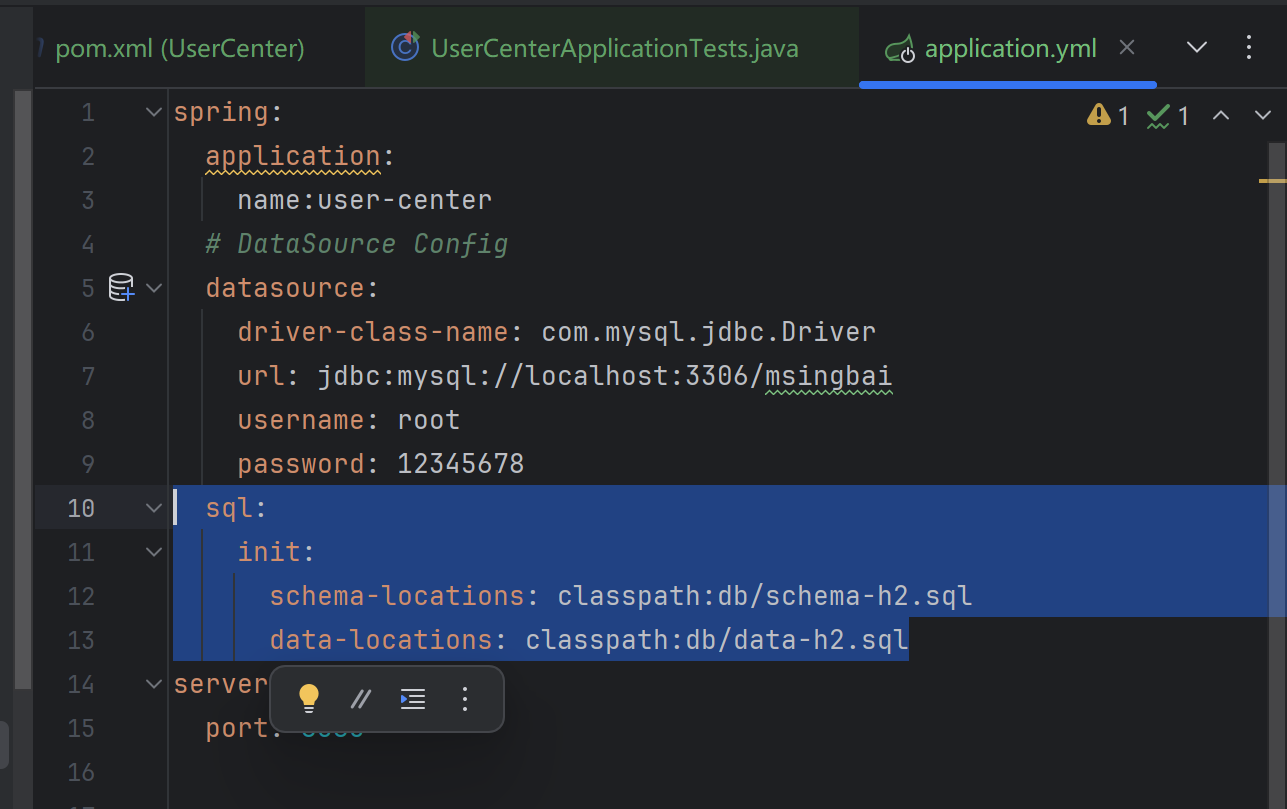 pom.xml (UserCenter) UserCenterApplicationTests.java application.yml
1 spring: 1 1
2 application:
3 name:user-center
4 # DataSource Config
5 datasource:
6 driver-class-name: com.mysql.jdbc.Driver
7 url: jdbc:mysql://localhost:3306/msingbai
8 username: root
9 password: 12345678
10 sql:
11 init:
12 schema-locations: classpath:db/schema-h2.sql
13 data-locations: classpath:db/data-h2.sql
14 server
15 port:
16